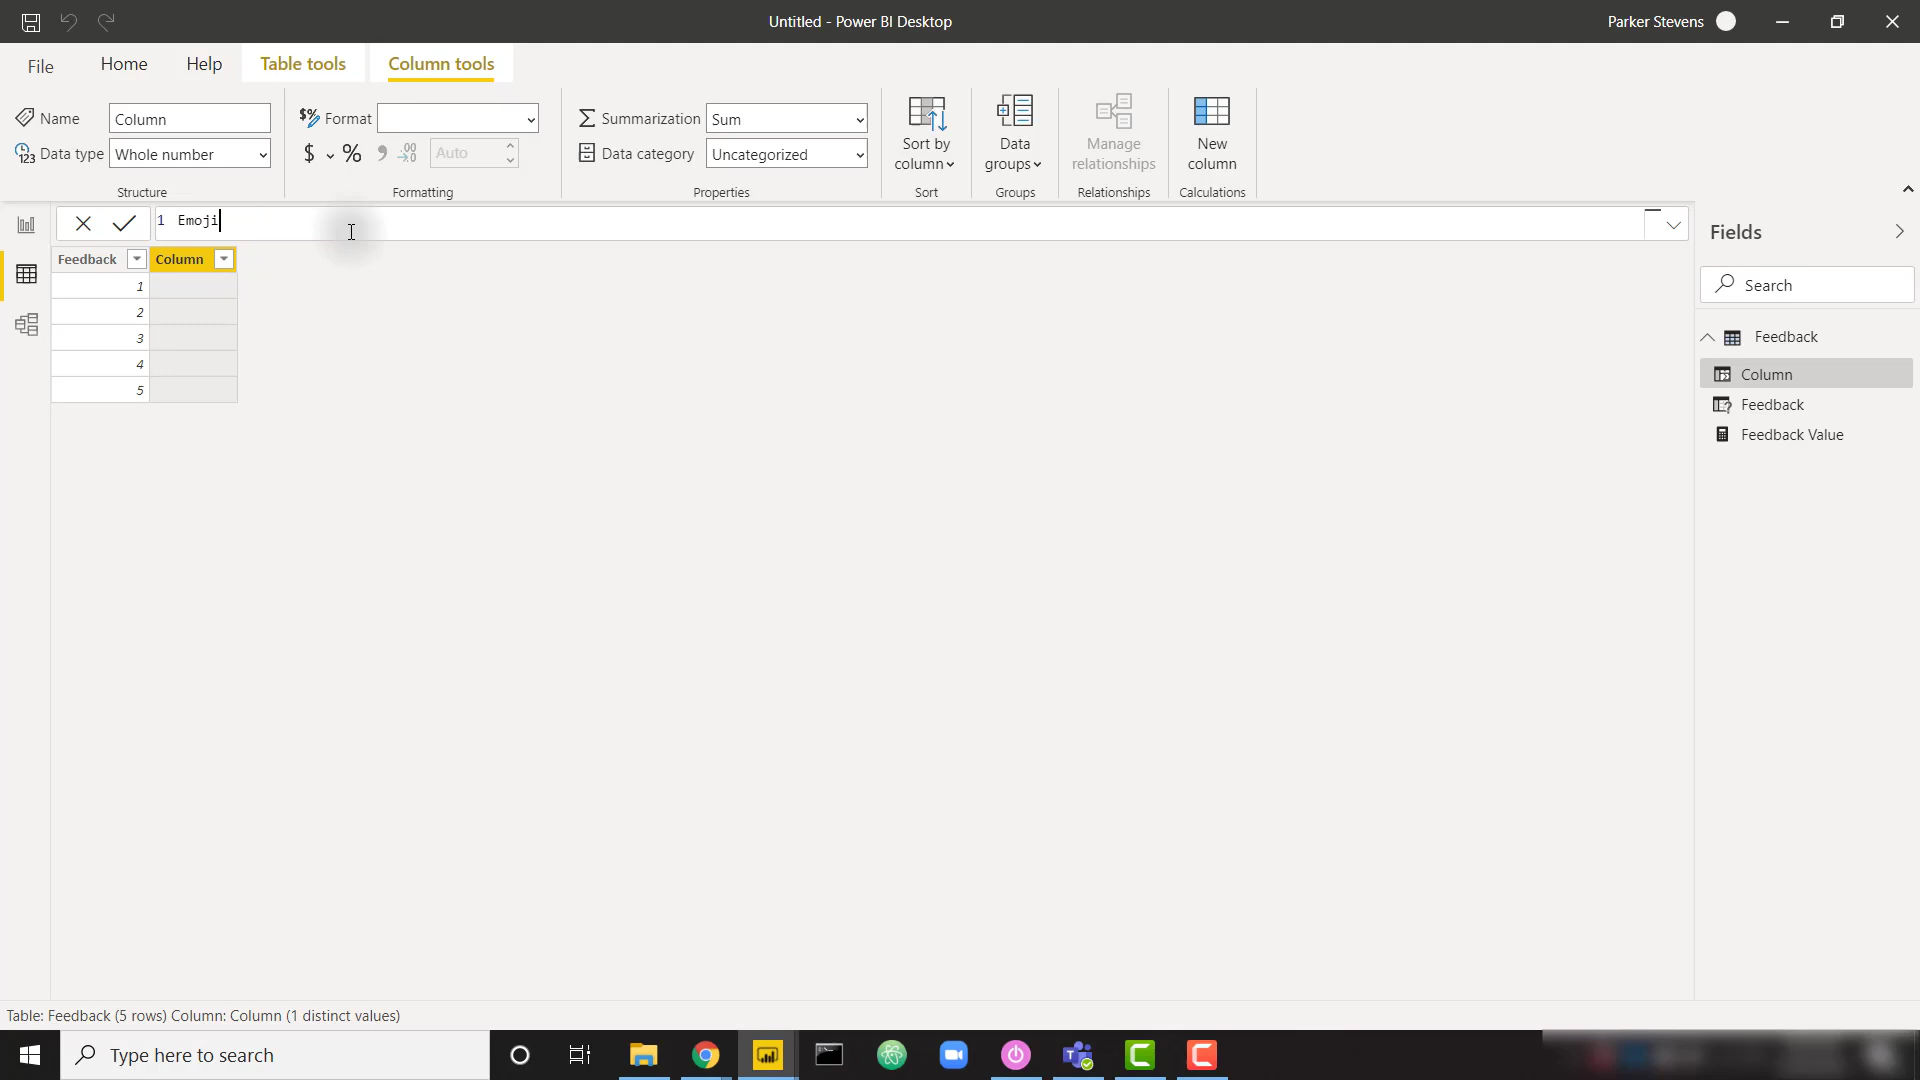 Untitled - Power BI Desktop
Parker Stevens
File Home Help Table tools Column tools
Name Column
Data type Whole number
Structure
Format
$ % Auto
Formatting
Summarization Sum
Data category Uncategorized
Properties
Sort by
column
Sort
Data
groups
Groups
Manage
relationships
Relationships
New
column
Calculations
1 Emoji
Feedback Column
1
2
3
4
5
Fields
Search
Feedback
Column
Feedback
Feedback Value
Table: Feedback (5 rows) Column: Column (1 distinct values)
Type here to search